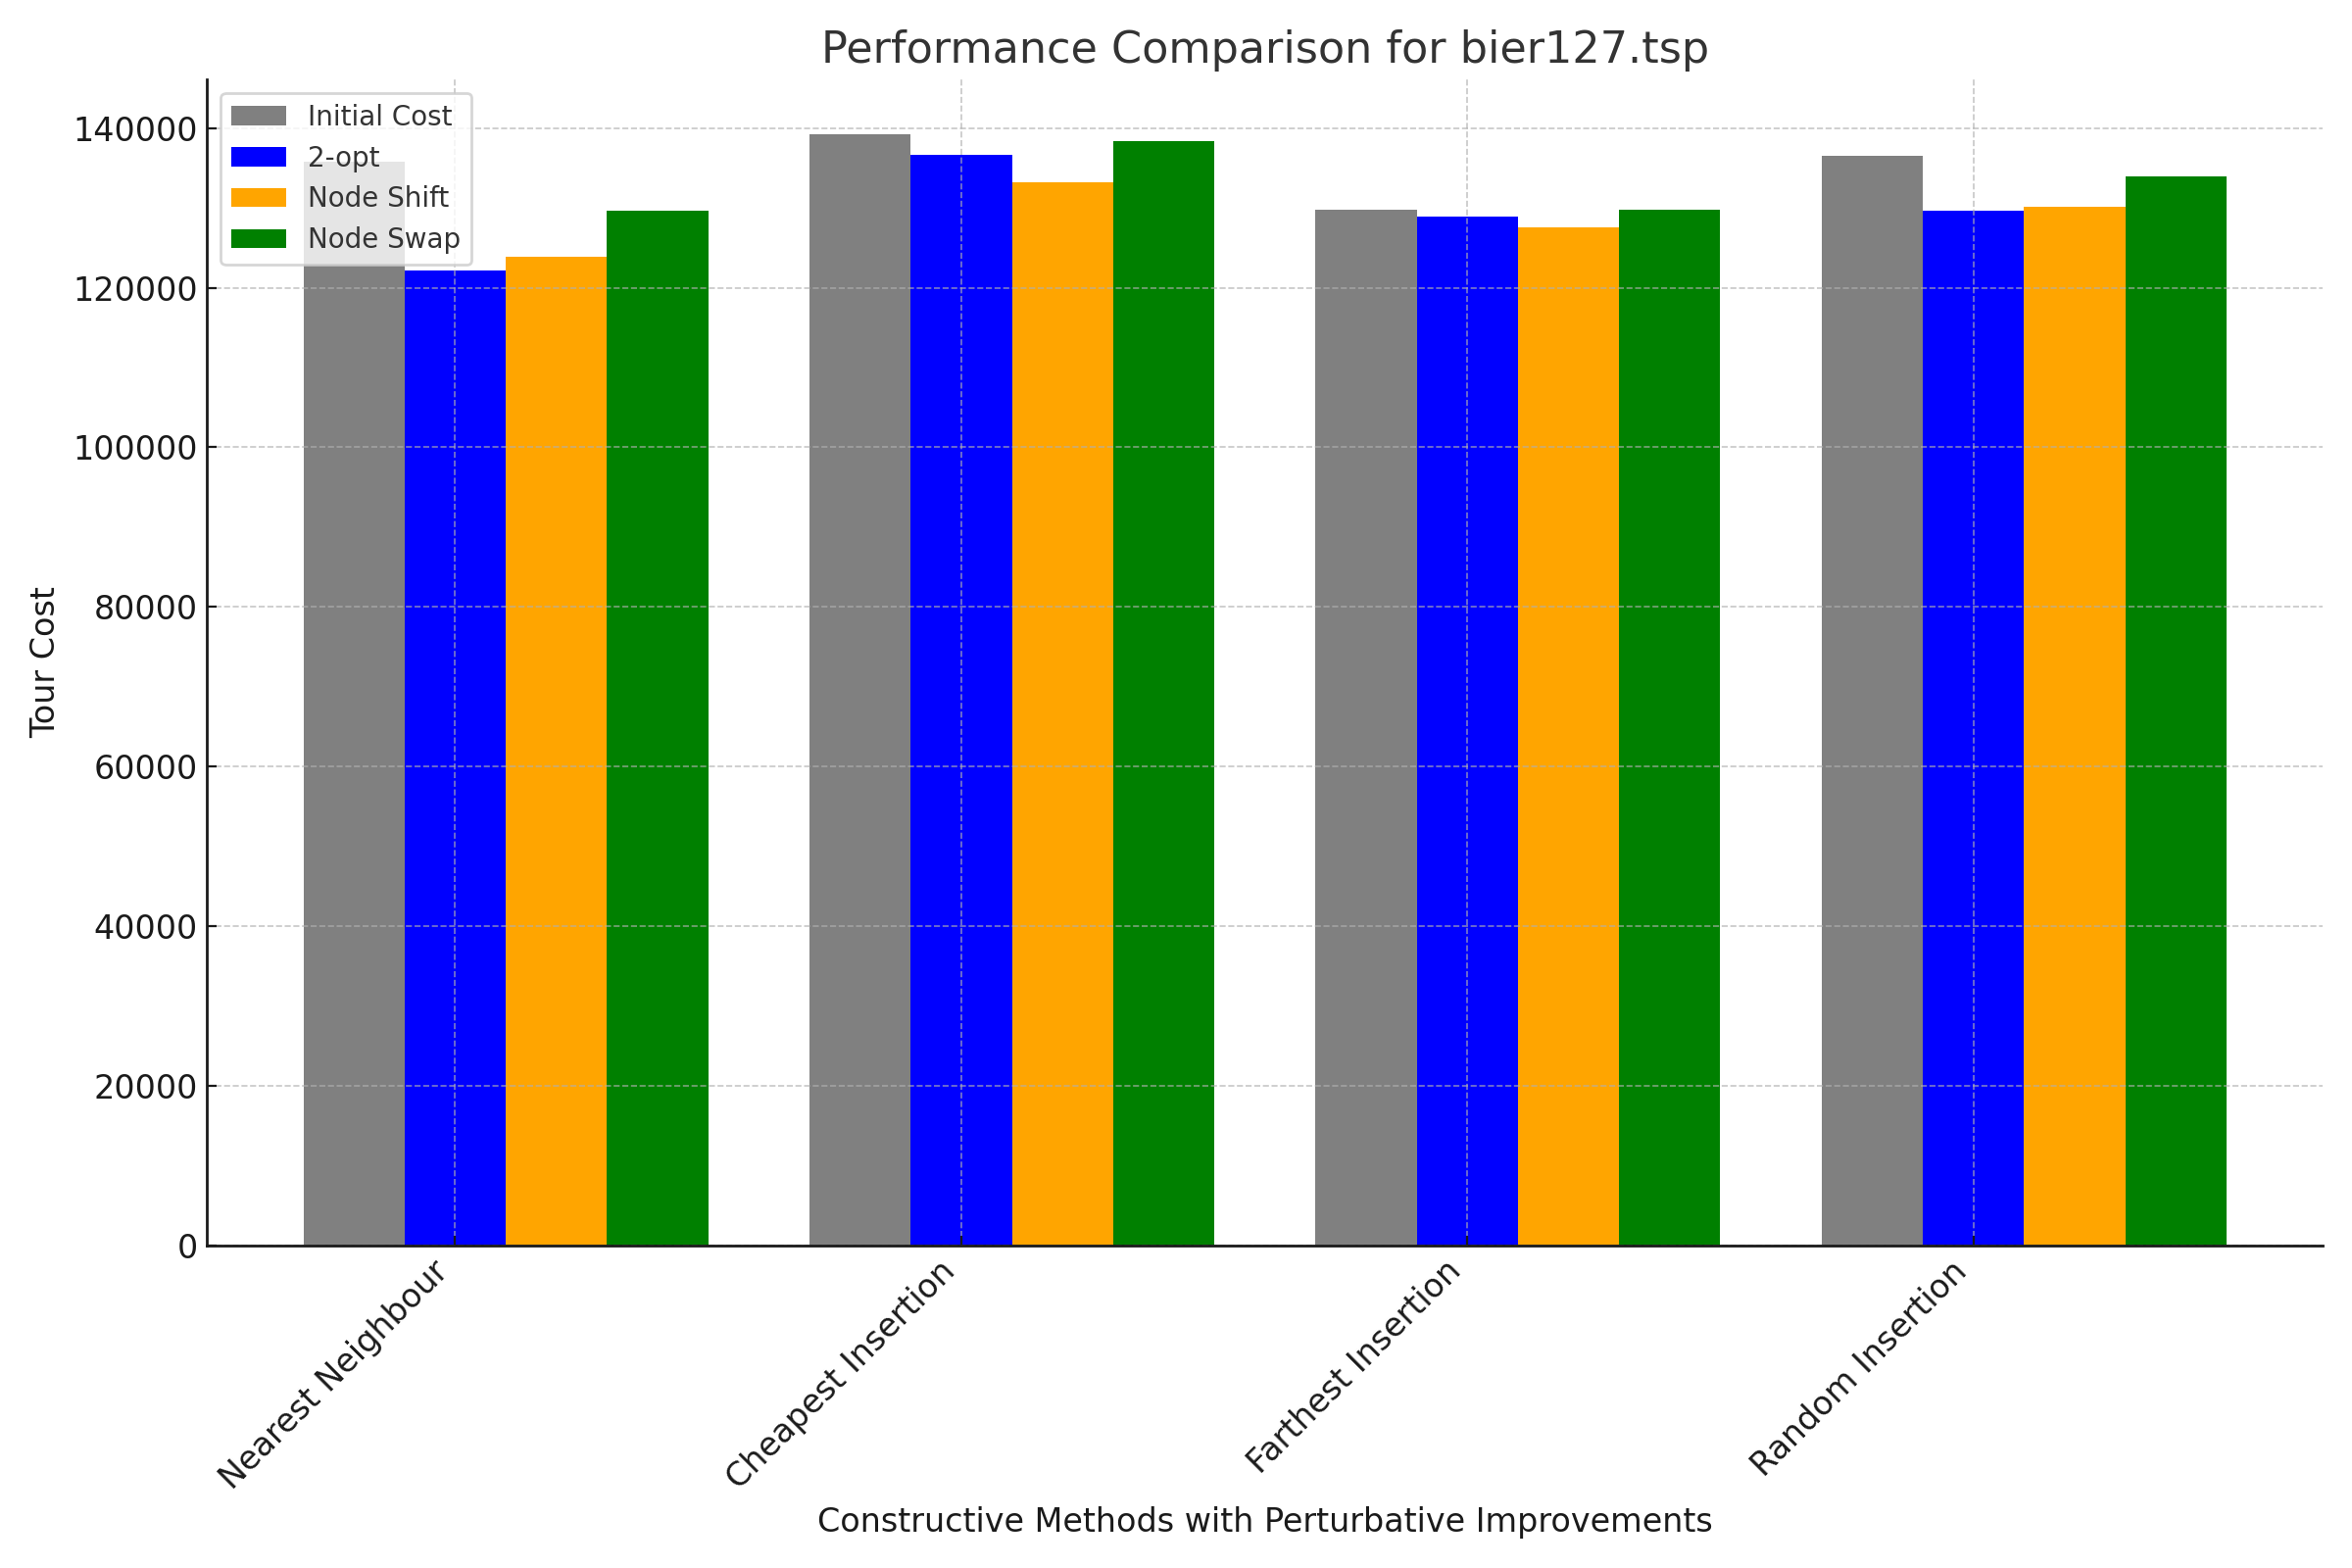 Performance Comparison for bier127.tsp
Initial Cost
2-opt
Node Shift
Node Swap
140000
120000
100000
80000
60000
40000
20000
0
Tour Cost
Nearest Neighbour
Cheapest Insertion
Farthest Insertion
Random Insertion
Constructive Methods with Perturbative Improvements